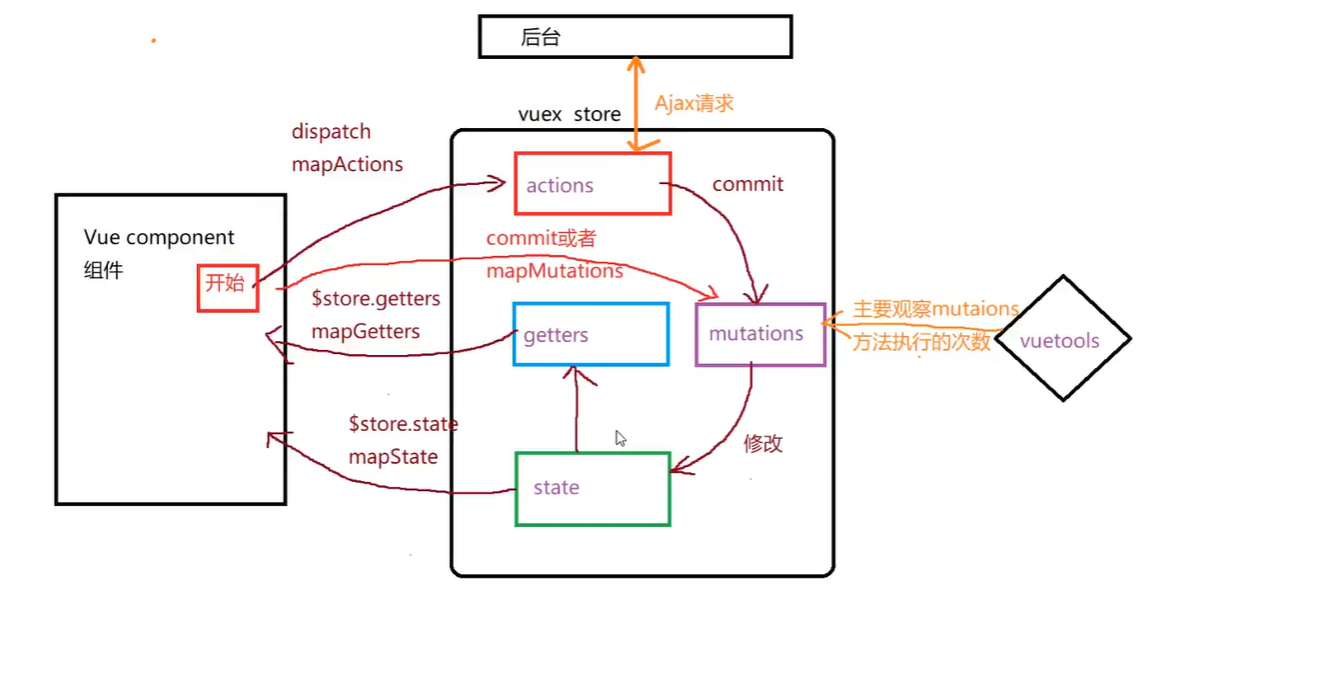 后台
Ajax请求
vuex store
dispatch
mapActions
actions
commit
Vue component
组件
开始
commit或者
mapMutations
$store.getters
mapGetters
getters
mutations
主要观察mutaions
方法执行的次数
vuetools
$store.state
mapState
修改
state